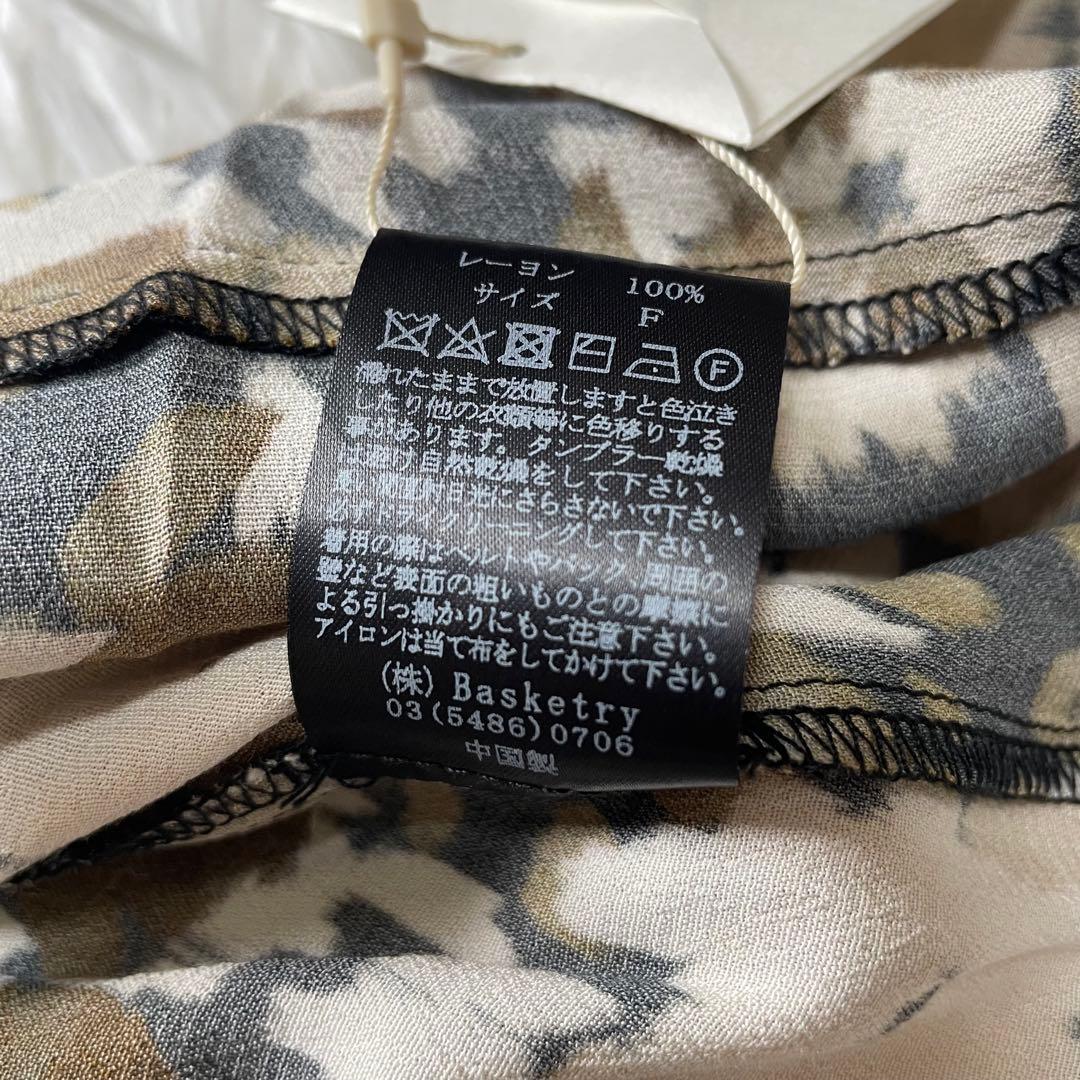 レーヨン 100%
サイズ F
F
濡れたままで放置しますと色泣き
したり他の衣類等に色移りする
事があります。タンブラー乾燥
は避け自然乾燥をして下さい。
日光にさらさないで下さい。
必ずドライクリーニングして下さい。
着用の際はベルトやバック、周囲の
壁など表面の粗いものとの摩擦に
よる引っ掛かりにもご注意下さい。
アイロンは当て布をしてかけて下さい。
(株) Basketry
03(5486)0706
中国製